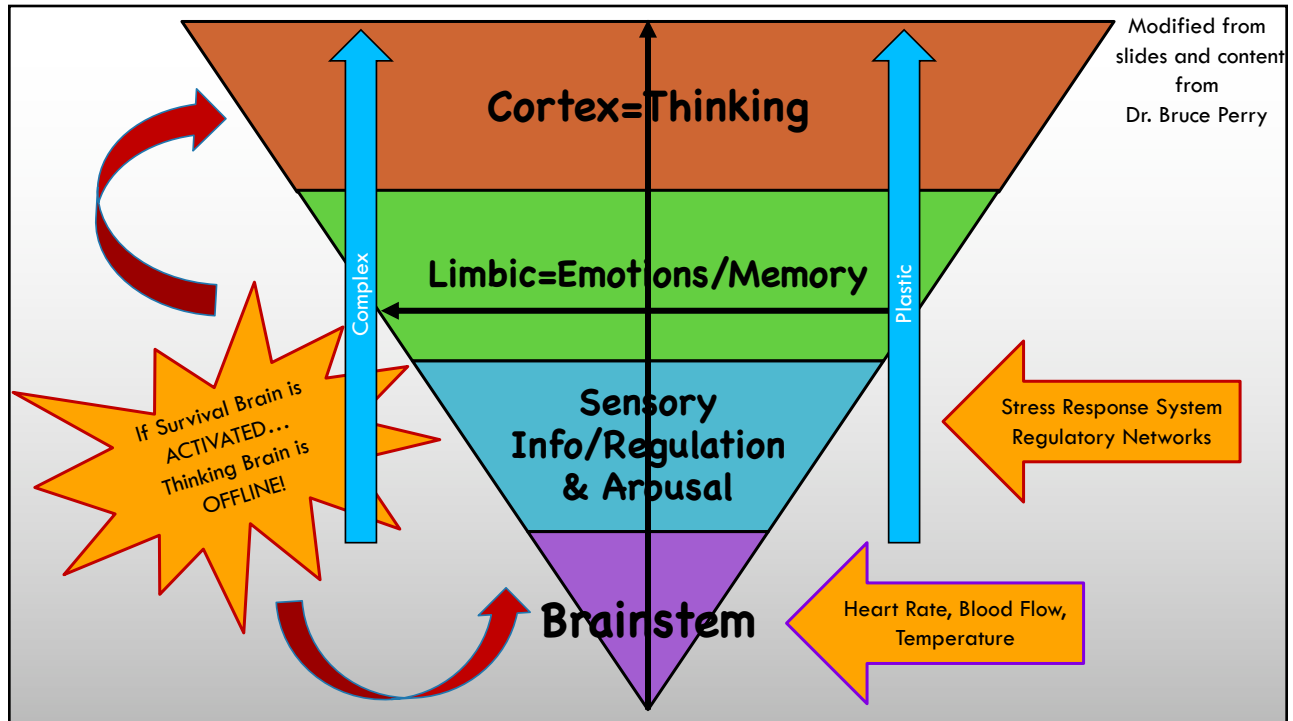 Modified from
slides and content
from
Dr. Bruce Perry
Cortex=Thinking
Limbic=Emotions/Memory
Complex
Plastic
Sensory
Info/Regulation
& Arousal
Stress Response System
Regulatory Networks
If Survival Brain is
ACTIVATED...
Thinking Brain is
OFFLINE!
Brainstem
Heart Rate, Blood Flow,
Temperature